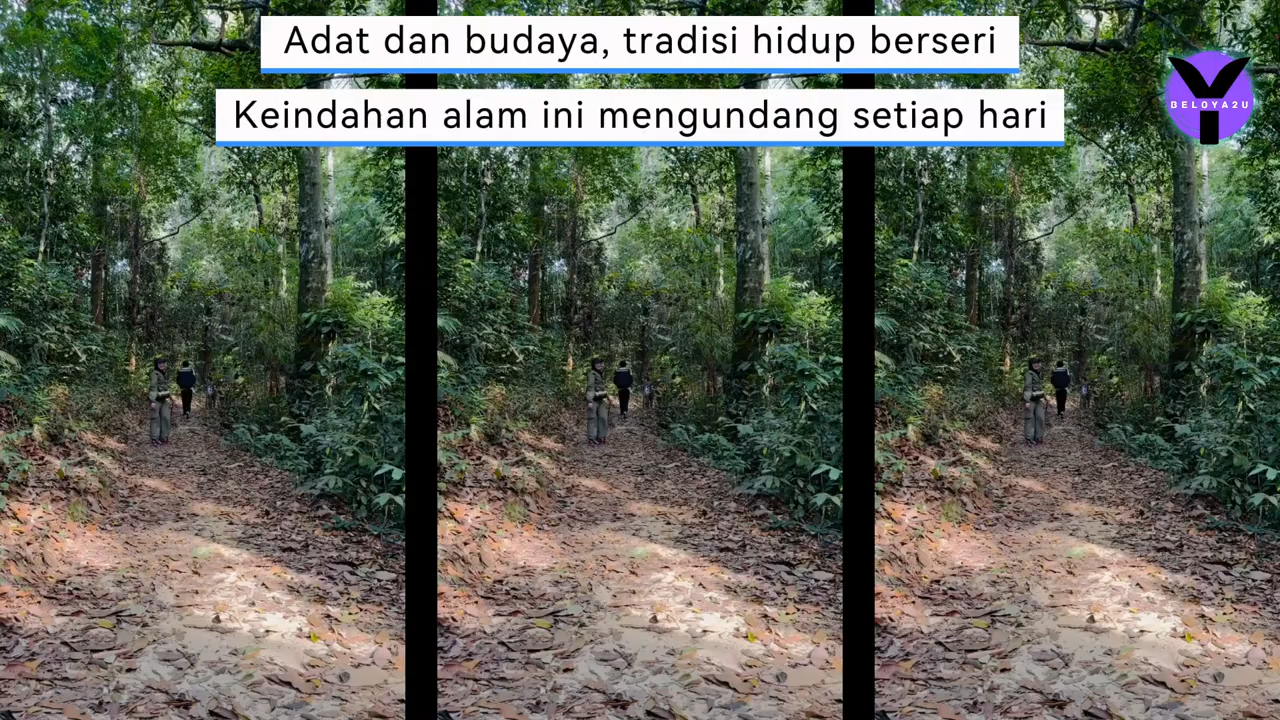 Adat dan budaya, tradisi hidup berseri
Keindahan alam ini mengundang setiap hari
BELOYA2U